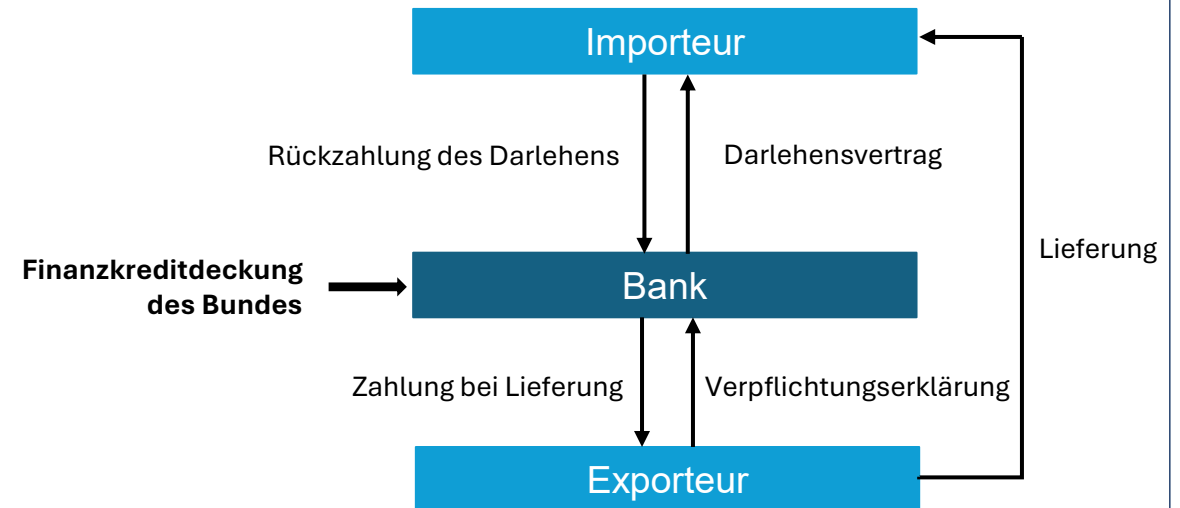 Importeur
Rückzahlung des Darlehens
Darlehensvertrag
Lieferung
Finanzkreditdeckung
des Bundes
Bank
Zahlung bei Lieferung
Verpflichtungserklärung
Exporteur